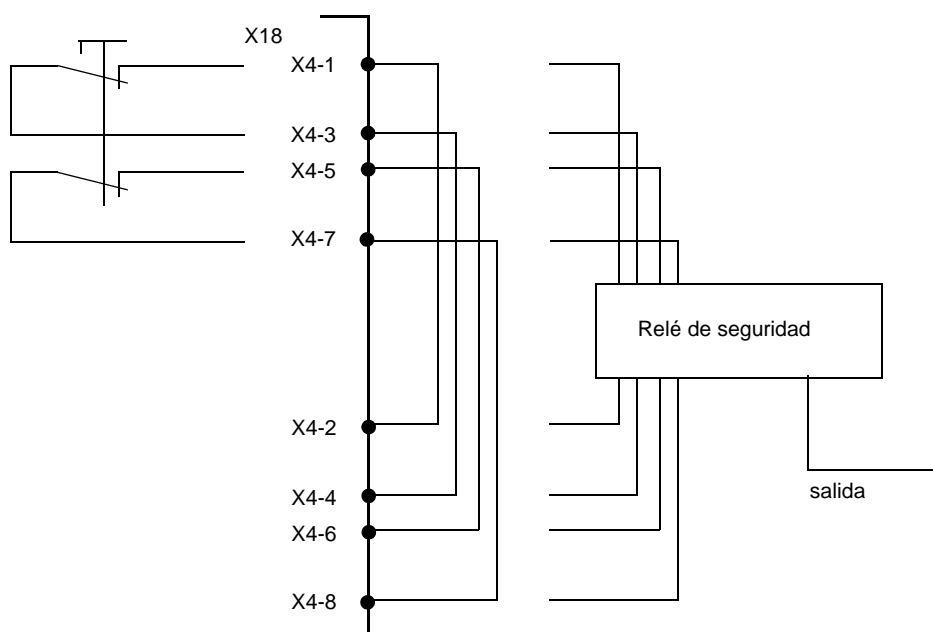 X18
X4-1
X4-3
X4-5
X4-7
Relé de seguridad
X4-2
X4-4
salida
X4-6
X4-8